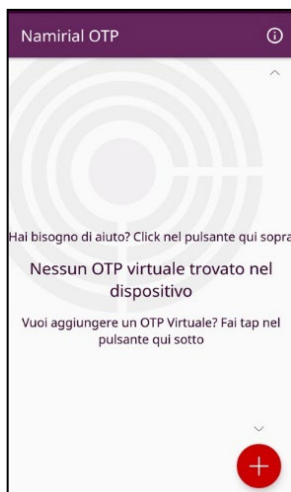 Namirial OTP
Hai bisogno di aiuto? Click nel pulsante qui sopra
Nessun OTP virtuale trovato nel
dispositivo
Vuoi aggiungere un OTP Virtuale? Fai tap nel
pulsante qui sotto